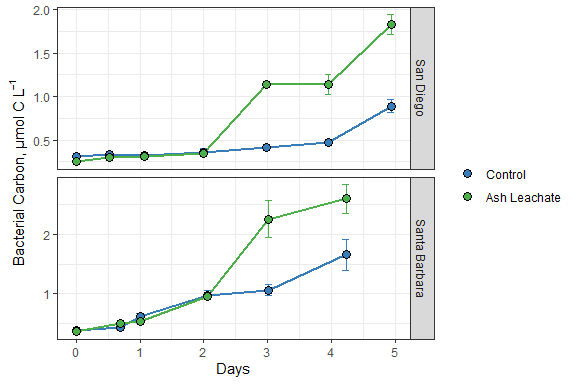 2.0
1.5
1.0
0.5
San Diego
Bacterial Carbon, µmol C L⁻¹
2
1
Santa Barbara
0 1 2 3 4 5
Days
Control
Ash Leachate